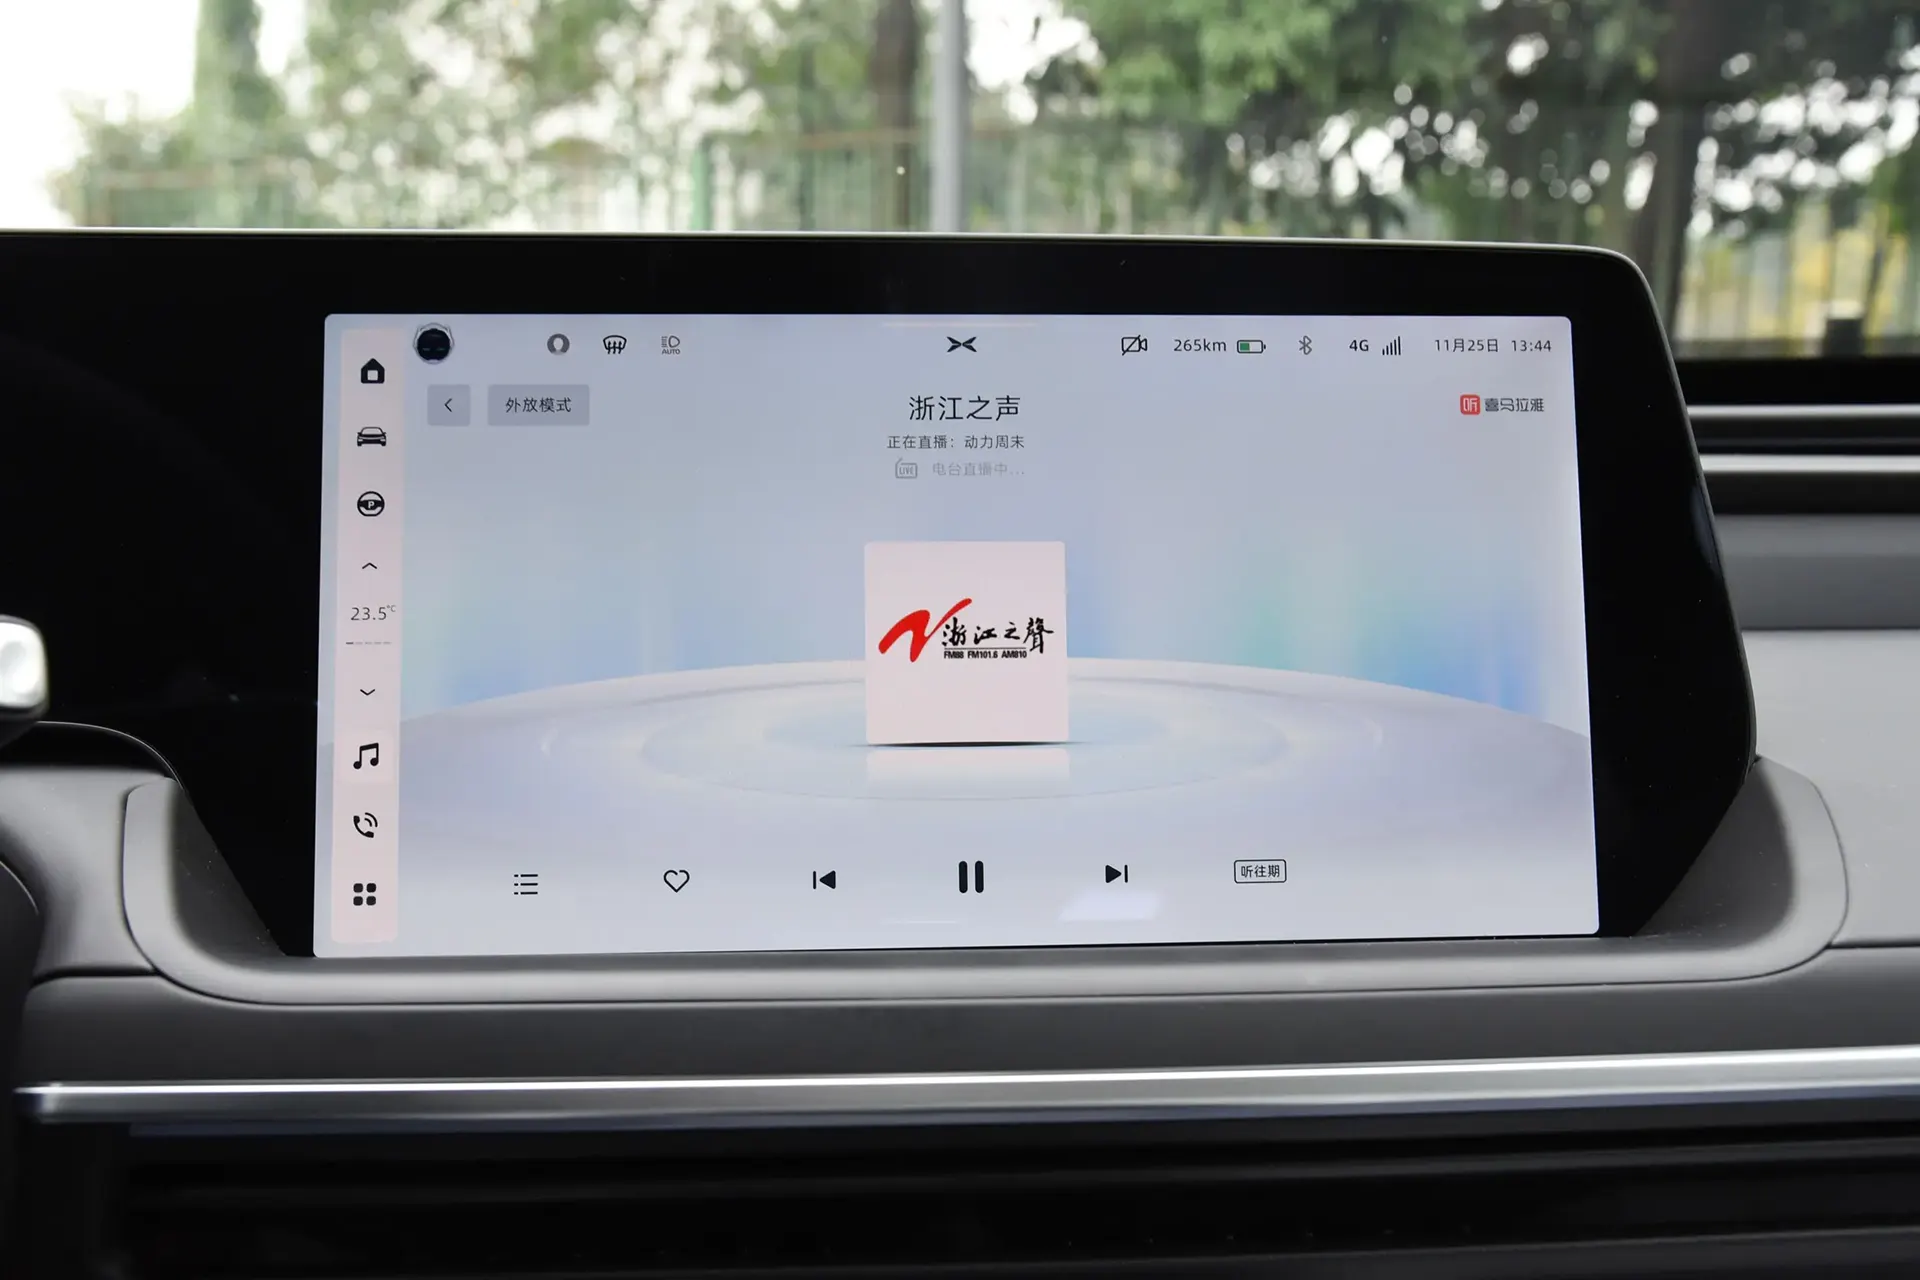 AUTO
265km
4G
11月25日 13:44
外放模式
浙江之声
听 喜马拉雅
正在直播：动力周末
LIVE 电台直播中...
P
23.5℃
浙江之聲
FM88 FM101.6 AM810
听往期